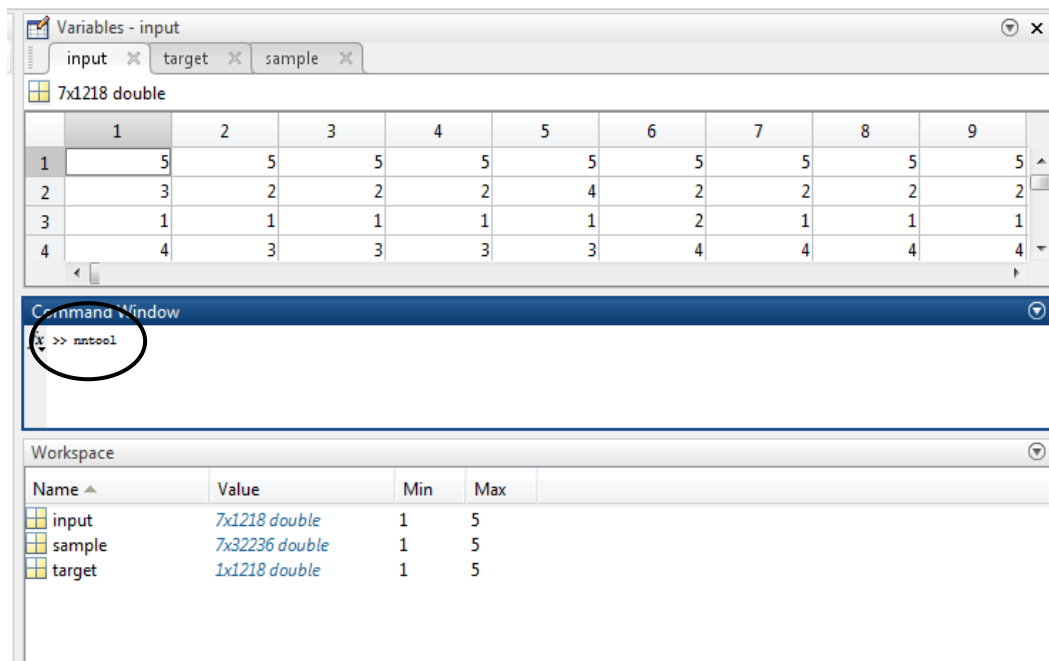 Variables - input
input target sample
7x1218 double
1 2 3 4 5 6 7 8 9
1 5 5 5 5 5 5 5 5 5
2 3 2 2 2 4 2 2 2 2
3 1 1 1 1 1 2 1 1 1
4 4 3 3 3 3 4 4 4 4
Command Window
fx >> nntool
Workspace
Name Value Min Max
input 7x1218 double 1 5
sample 7x32236 double 1 5
target 1x1218 double 1 5